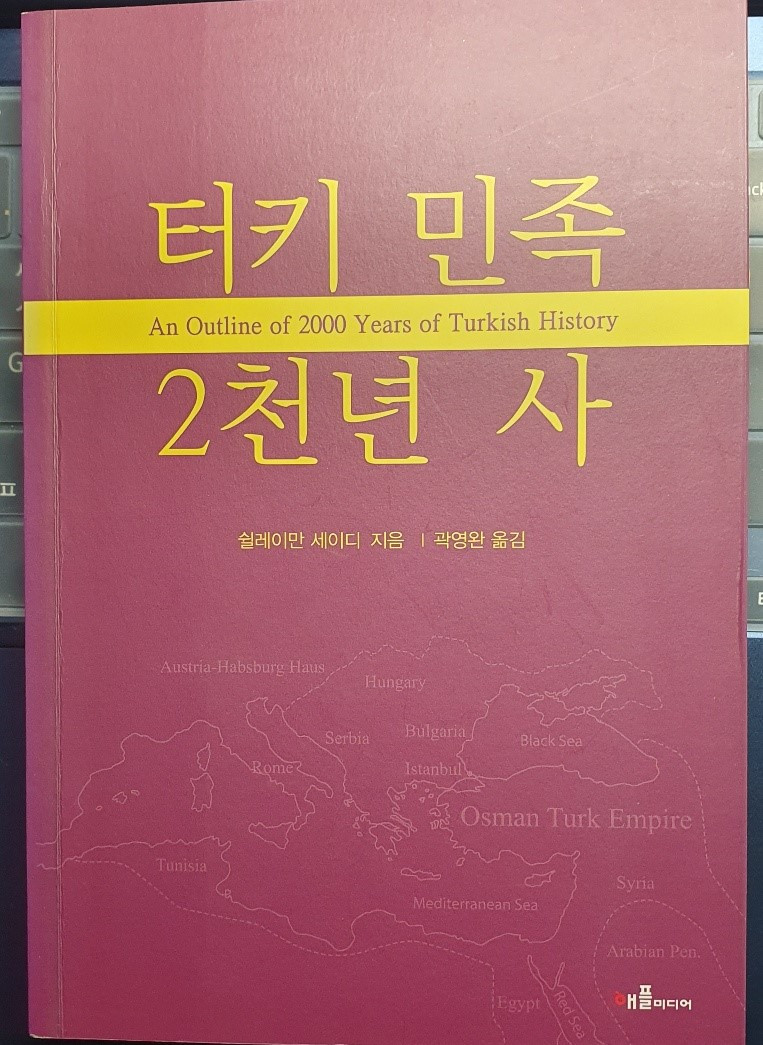 터키 민족
An Outline of 2000 Years of Turkish History
2천년 사
쉴레이만 세이디 지음 | 곽영완 옮김
Austria-Habsburg Haus
Hungary
Serbia
Bulgaria
Black Sea
Rome
Istanbul
Osman Turk Empire
Tunisia
Syria
Mediterranean Sea
Arabian Pen.
Egypt
Red Sea
애플미디어
G
ㅍ